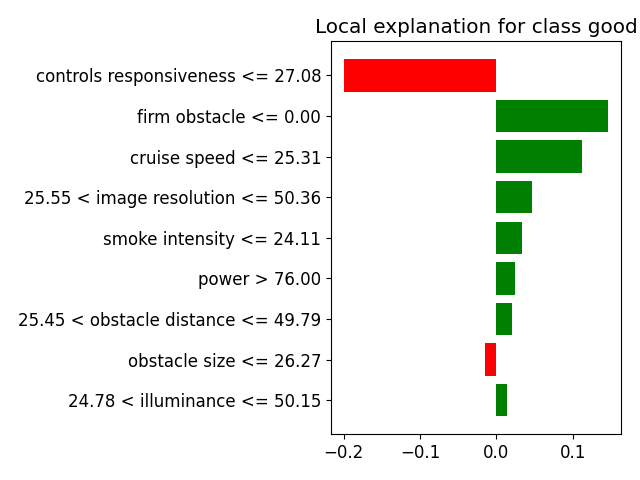 Local explanation for class good
controls responsiveness <= 27.08
firm obstacle <= 0.00
cruise speed <= 25.31
25.55 < image resolution <= 50.36
smoke intensity <= 24.11
power > 76.00
25.45 < obstacle distance <= 49.79
obstacle size <= 26.27
24.78 < illuminance <= 50.15
−0.2 −0.1 0.0 0.1